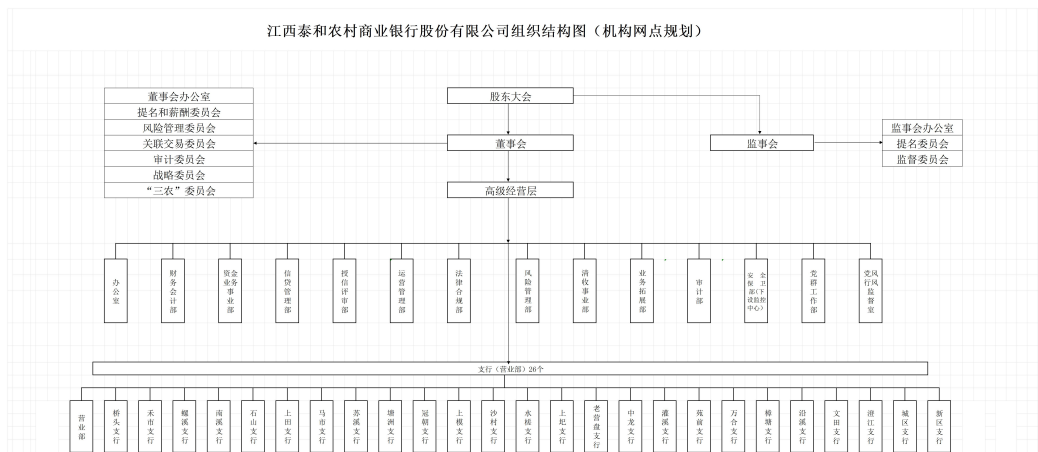 江西泰和农村商业银行股份有限公司组织结构图（机构网点规划）
董事会办公室
提名和薪酬委员会
风险管理委员会
关联交易委员会
审计委员会
战略委员会
“三农”委员会
股东大会
董事会
高级经营层
监事会
监事会办公室
提名委员会
监督委员会
办公室
财务会计部
资金业务事业部
信贷管理部
授信评审部
运营管理部
法律合规部
风险管理部
清收事业部
业务拓展部
审计部
安全保卫部（下设监控中心）
党群工作部
党风行风监督室
支行（营业部）26个
营业部
桥头支行
禾市支行
螺溪支行
南溪支行
石山支行
上田支行
马市支行
苏溪支行
塘洲支行
冠朝支行
上模支行
沙村支行
水槎支行
上圯支行
老营盘支行
中龙支行
灌溪支行
苑前支行
万合支行
樟塘支行
沿溪支行
文田支行
澄江支行
城区支行
新区支行